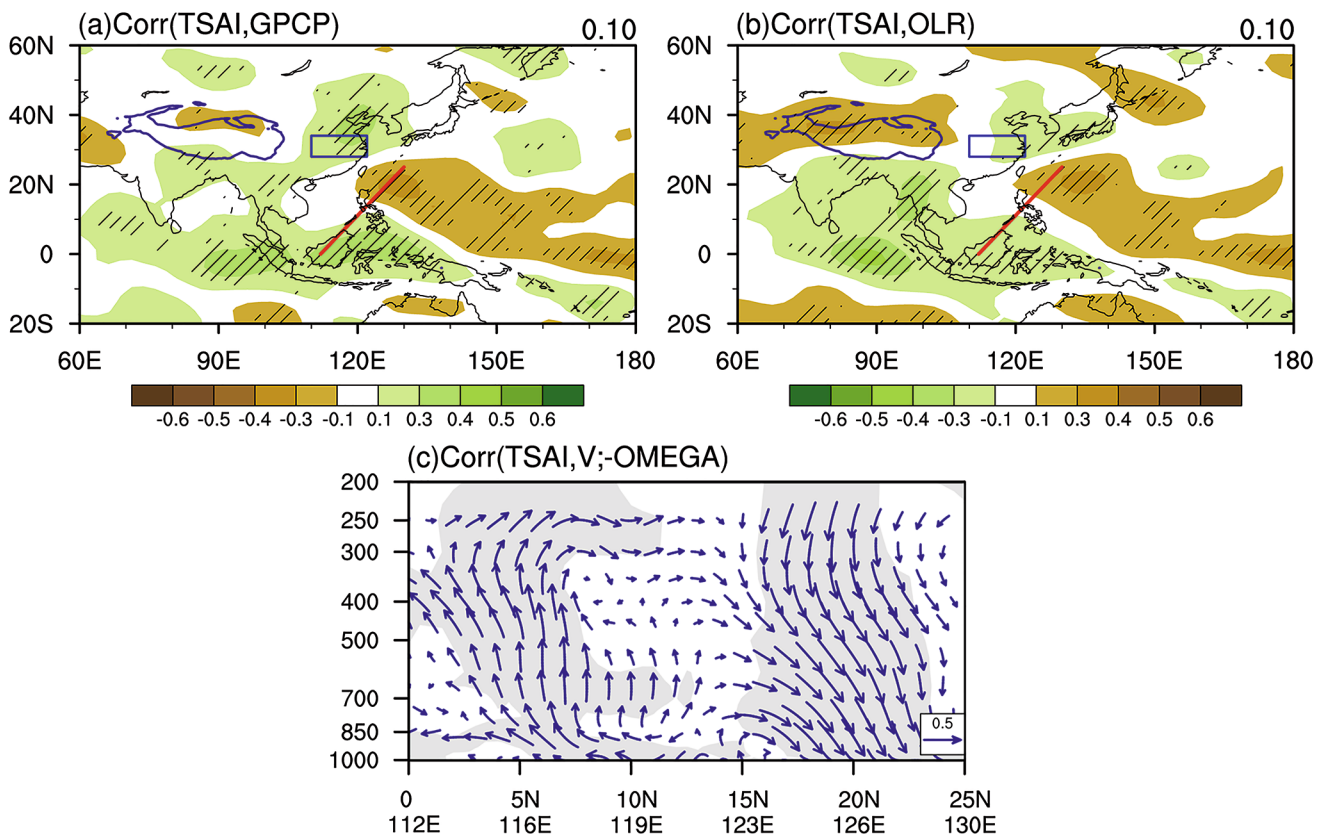 (a)Corr(TSAI,GPCP) 0.10
60N
40N
20N
0
20S
60E 90E 120E 150E 180
-0.6 -0.5 -0.4 -0.3 -0.1 0.1 0.3 0.4 0.5 0.6
(b)Corr(TSAI,OLR) 0.10
60N
40N
20N
0
20S
60E 90E 120E 150E 180
-0.6 -0.5 -0.4 -0.3 -0.1 0.1 0.3 0.4 0.5 0.6
(c)Corr(TSAI,V;-OMEGA)
200
250
300
400
500
700
850
1000
0.5
0 5N 10N 15N 20N 25N
112E 116E 119E 123E 126E 130E